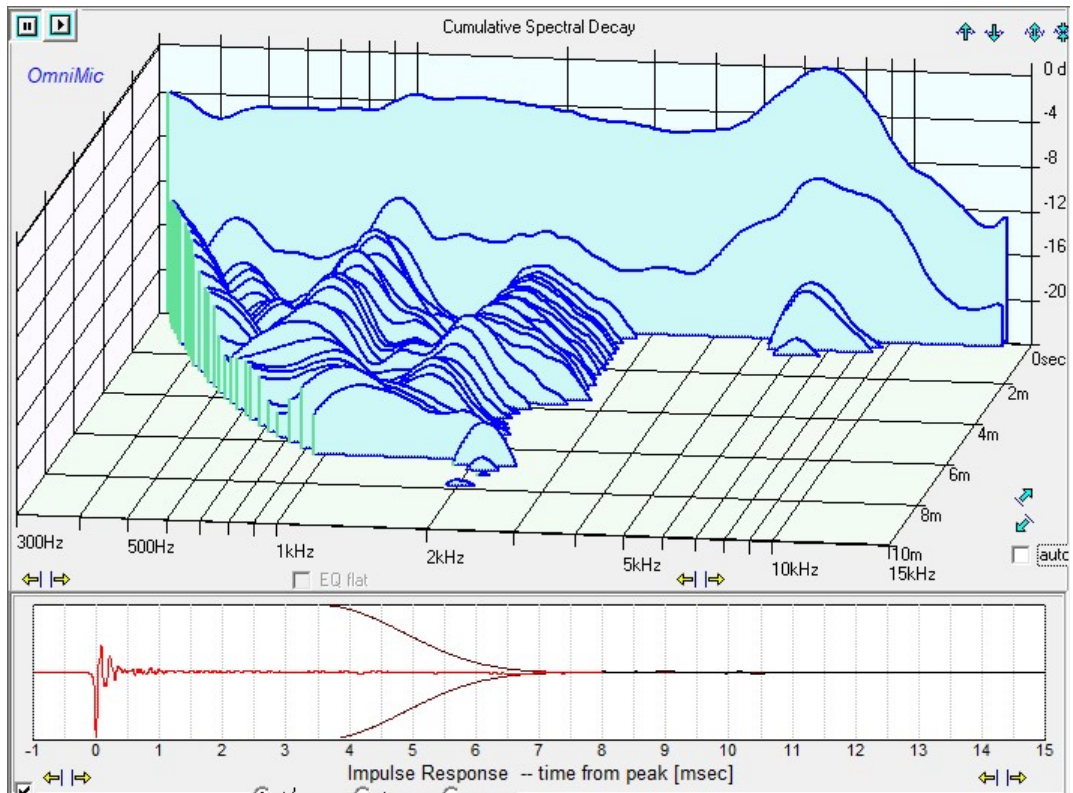 Cumulative Spectral Decay
OmniMic
0 d
-4
-8
-12
-16
-20
0sec
2m
4m
6m
8m
10m
300Hz
500Hz
1kHz
2kHz
5kHz
10kHz
15kHz
auto
EQ flat
-1 0 1 2 3 4 5 6 7 8 9 10 11 12 13 14 15
Impulse Response -- time from peak [msec]